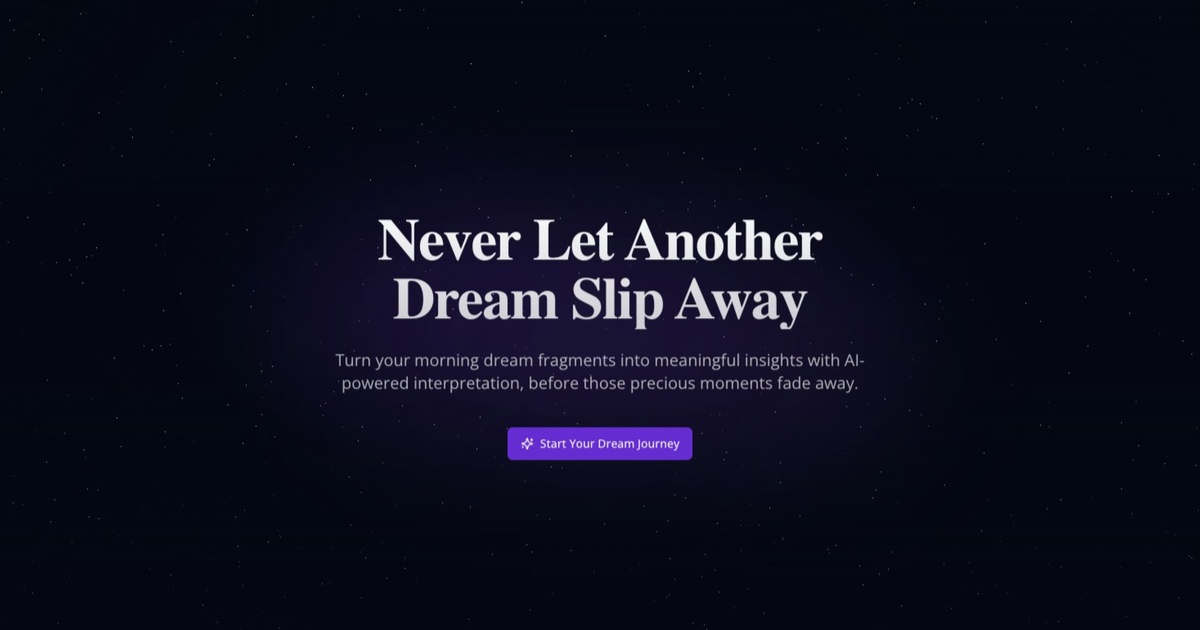 Never Let Another
Dream Slip Away
Turn your morning dream fragments into meaningful insights with AI-
powered interpretation, before those precious moments fade away.
Start Your Dream Journey